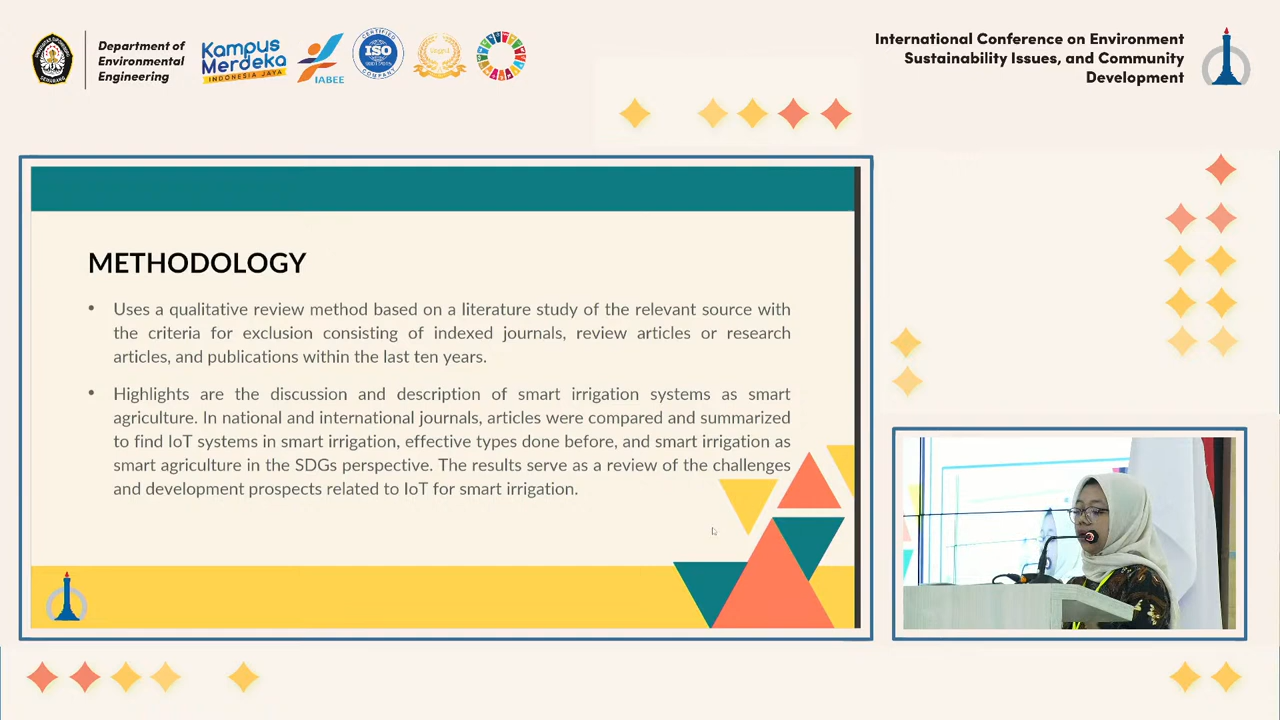 Department of
Environmental
Engineering
Kampus
Merdeka
INDONESIA JAYA
IABEE
CERTIFIED
ISO
COMPANY
International Conference on Environment
Sustainability Issues, and Community
Development
METHODOLOGY
• Uses a qualitative review method based on a literature study of the relevant source with
the criteria for exclusion consisting of indexed journals, review articles or research
articles, and publications within the last ten years.
• Highlights are the discussion and description of smart irrigation systems as smart
agriculture. In national and international journals, articles were compared and summarized
to find IoT systems in smart irrigation, effective types done before, and smart irrigation as
smart agriculture in the SDGs perspective. The results serve as a review of the challenges
and development prospects related to IoT for smart irrigation.